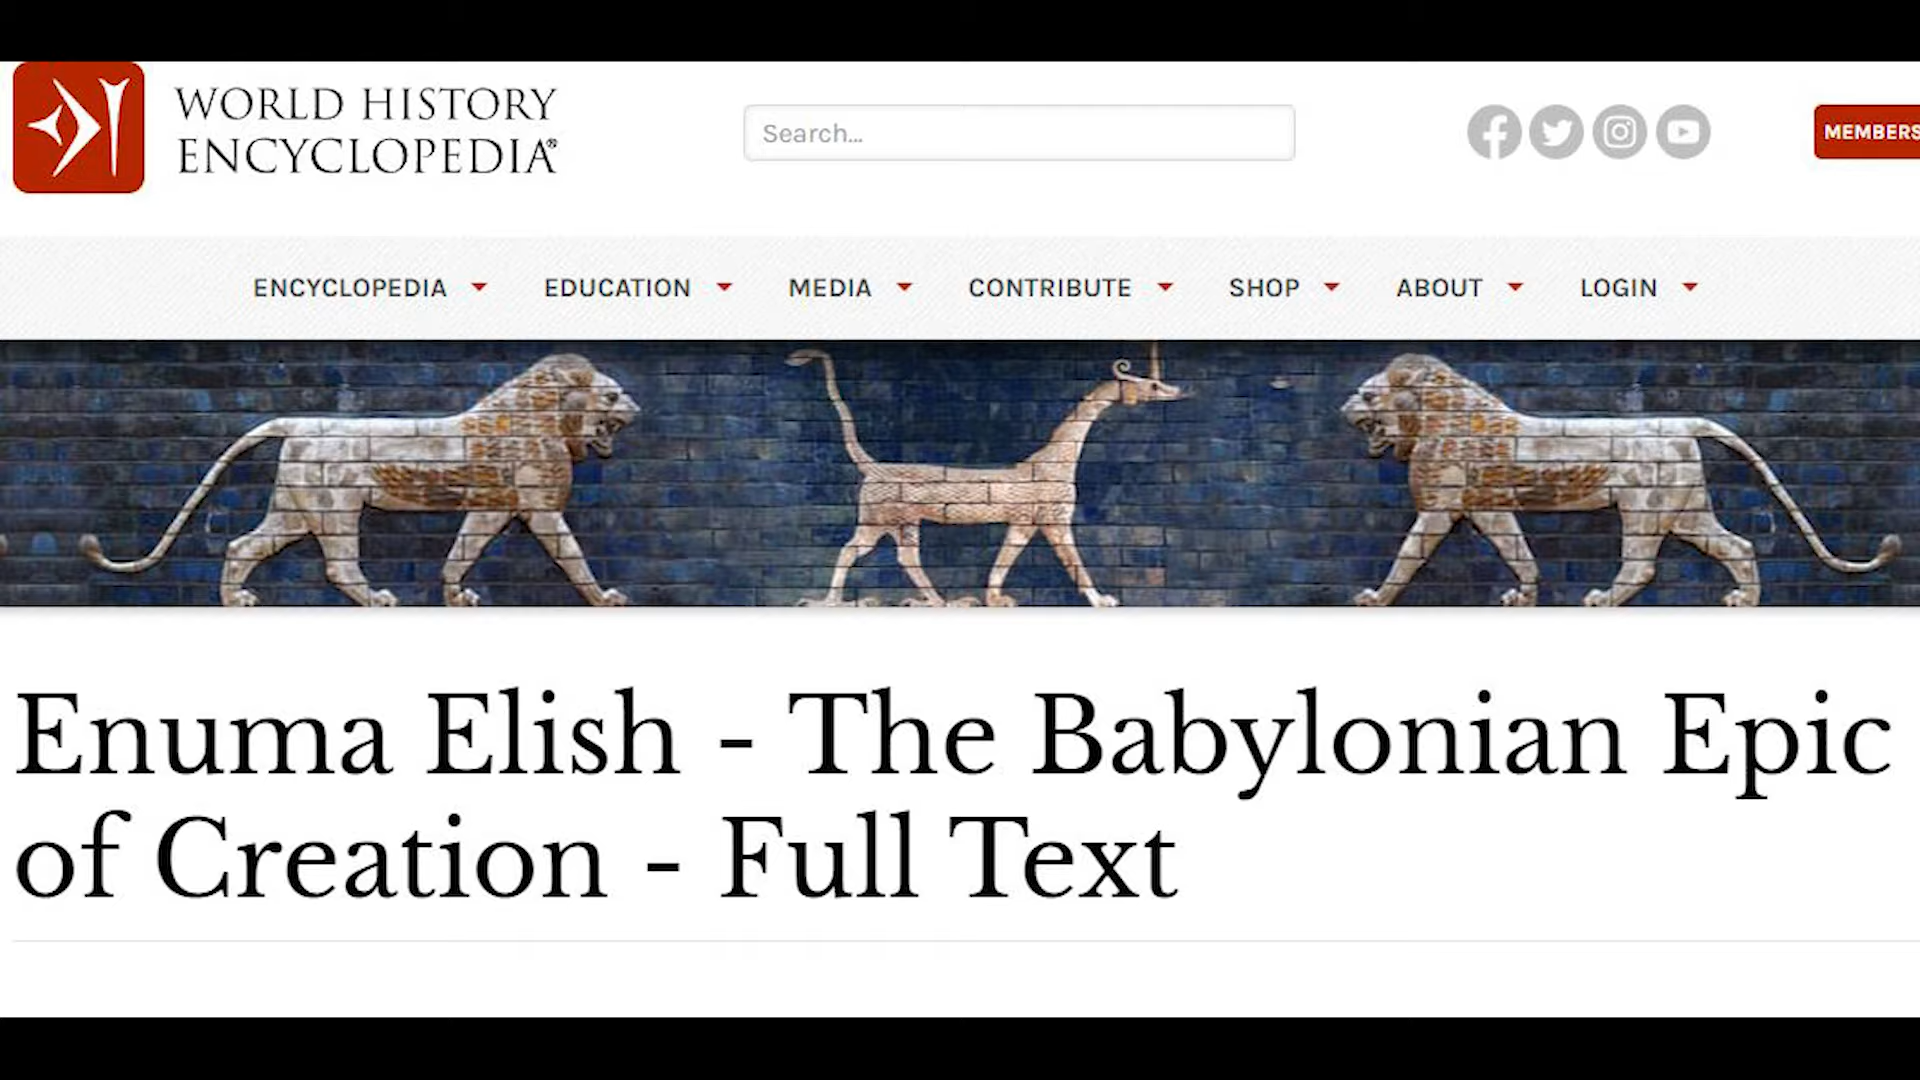 WORLD HISTORY
ENCYCLOPEDIA®
Search...
MEMBERS
ENCYCLOPEDIA
EDUCATION
MEDIA
CONTRIBUTE
SHOP
ABOUT
LOGIN
Enuma Elish - The Babylonian Epic
of Creation - Full Text